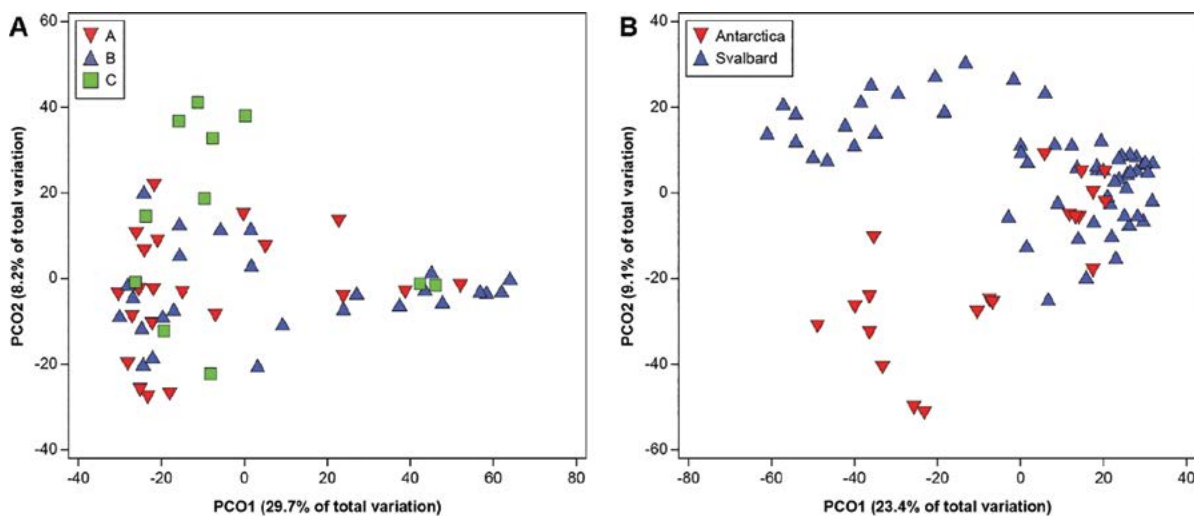 A
A
B
C
60
40
20
0
-20
-40
-40
-20
0
20
40
60
80
PCO2 (8.2% of total variation)
PCO1 (29.7% of total variation)
B
Antarctica
Svalbard
40
20
0
-20
-40
-60
-80
-60
-40
-20
0
20
40
PCO2 (9.1% of total variation)
PCO1 (23.4% of total variation)